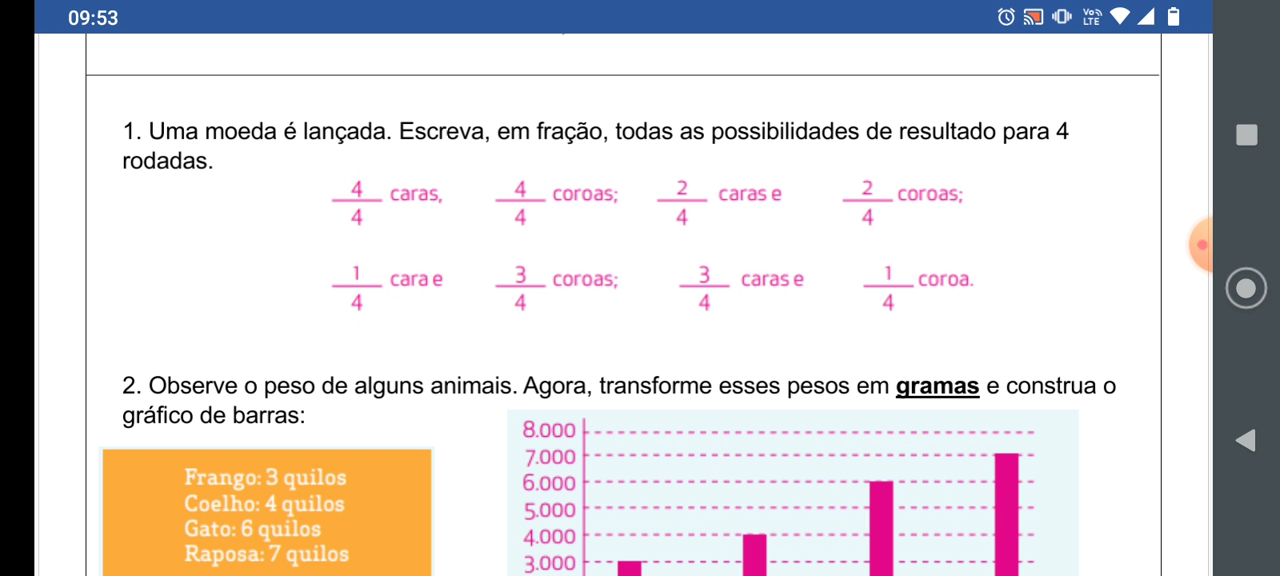 09:53
Vo LTE
1. Uma moeda é lançada. Escreva, em fração, todas as possibilidades de resultado para 4
rodadas.
4/4 caras, 4/4 coroas; 2/4 caras e 2/4 coroas;
1/4 cara e 3/4 coroas; 3/4 caras e 1/4 coroa.
2. Observe o peso de alguns animais. Agora, transforme esses pesos em gramas e construa o
gráfico de barras:
Frango: 3 quilos
Coelho: 4 quilos
Gato: 6 quilos
Raposa: 7 quilos
8.000
7.000
6.000
5.000
4.000
3.000